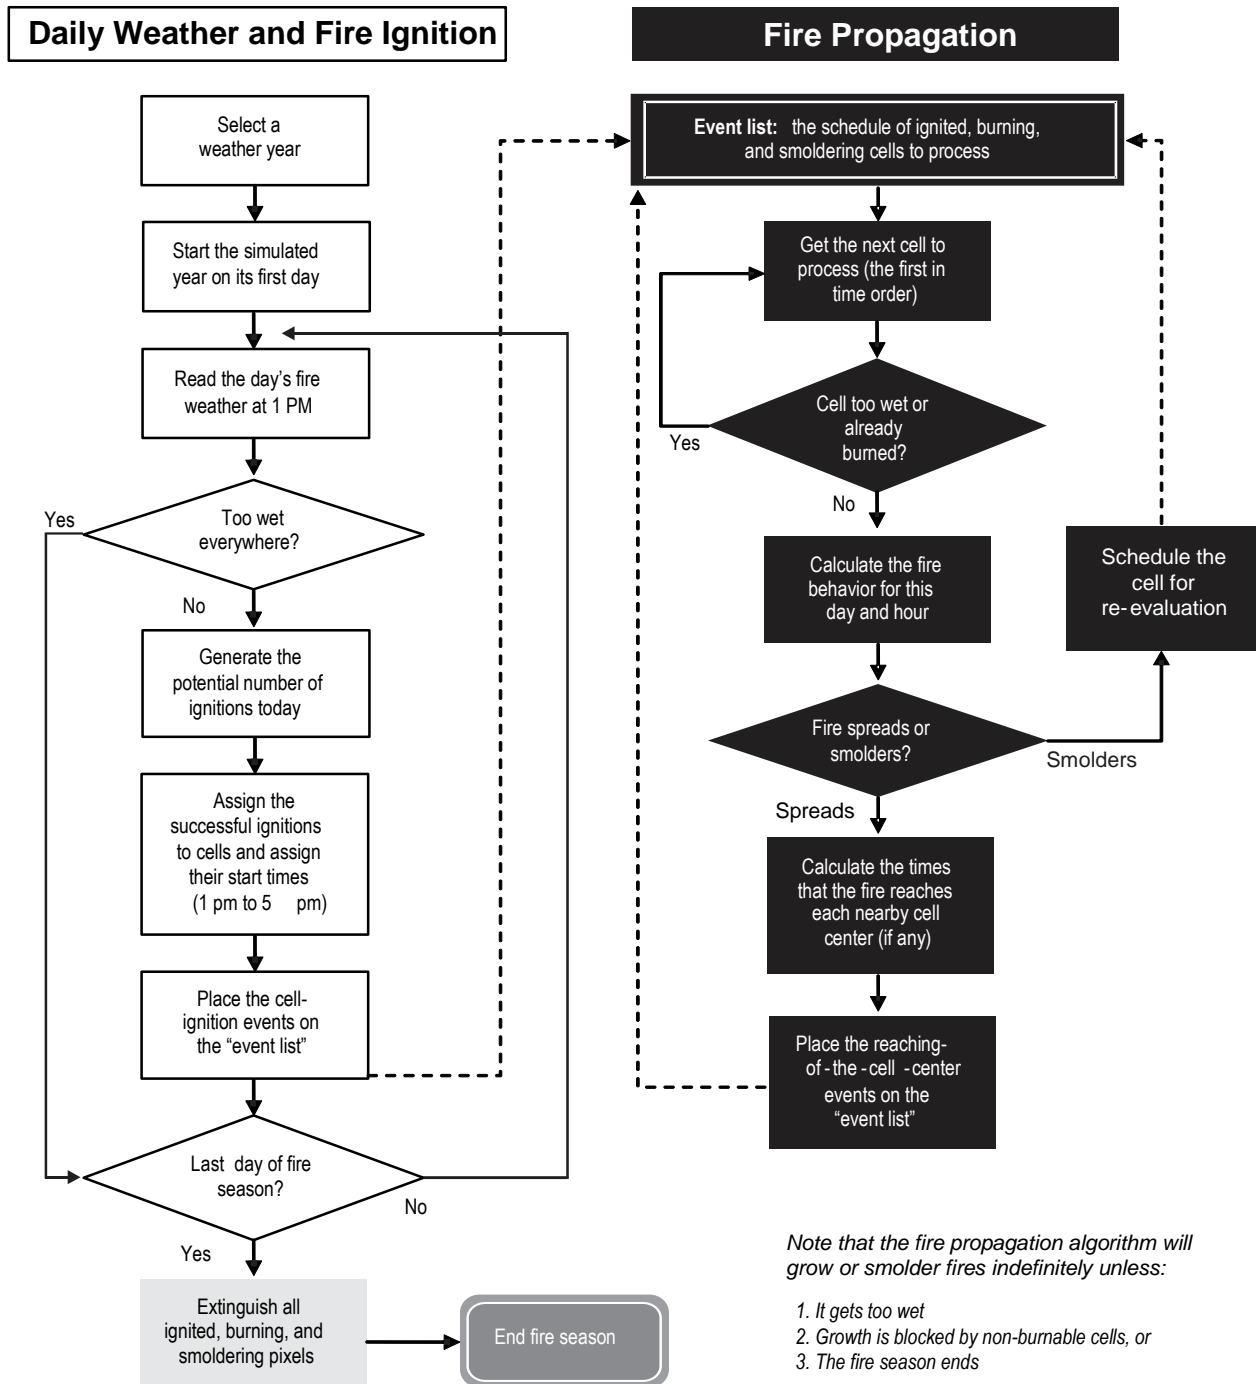 Daily Weather and Fire Ignition
Select a
weather year
Start the simulated
year on its first day
Read the day's fire
weather at 1 PM
Too wet
everywhere?
Yes
No
Generate the
potential number of
ignitions today
Assign the
successful ignitions
to cells and assign
their start times
(1 pm to 5 pm)
Place the cell-
ignition events on
the “event list”
Last day of fire
season?
No
Yes
Extinguish all
ignited, burning, and
smoldering pixels
End fire season
Fire Propagation
Event list: the schedule of ignited, burning,
and smoldering cells to process
Get the next cell to
process (the first in
time order)
Cell too wet or
already
burned?
Yes
No
Calculate the fire
behavior for this
day and hour
Schedule the
cell for
re-evaluation
Fire spreads or
smolders?
Smolders
Spreads
Calculate the times
that the fire reaches
each nearby cell
center (if any)
Place the reaching-
of-the-cell-center
events on the
“event list”
Note that the fire propagation algorithm will
grow or smolder fires indefinitely unless:
1. It gets too wet
2. Growth is blocked by non-burnable cells, or
3. The fire season ends